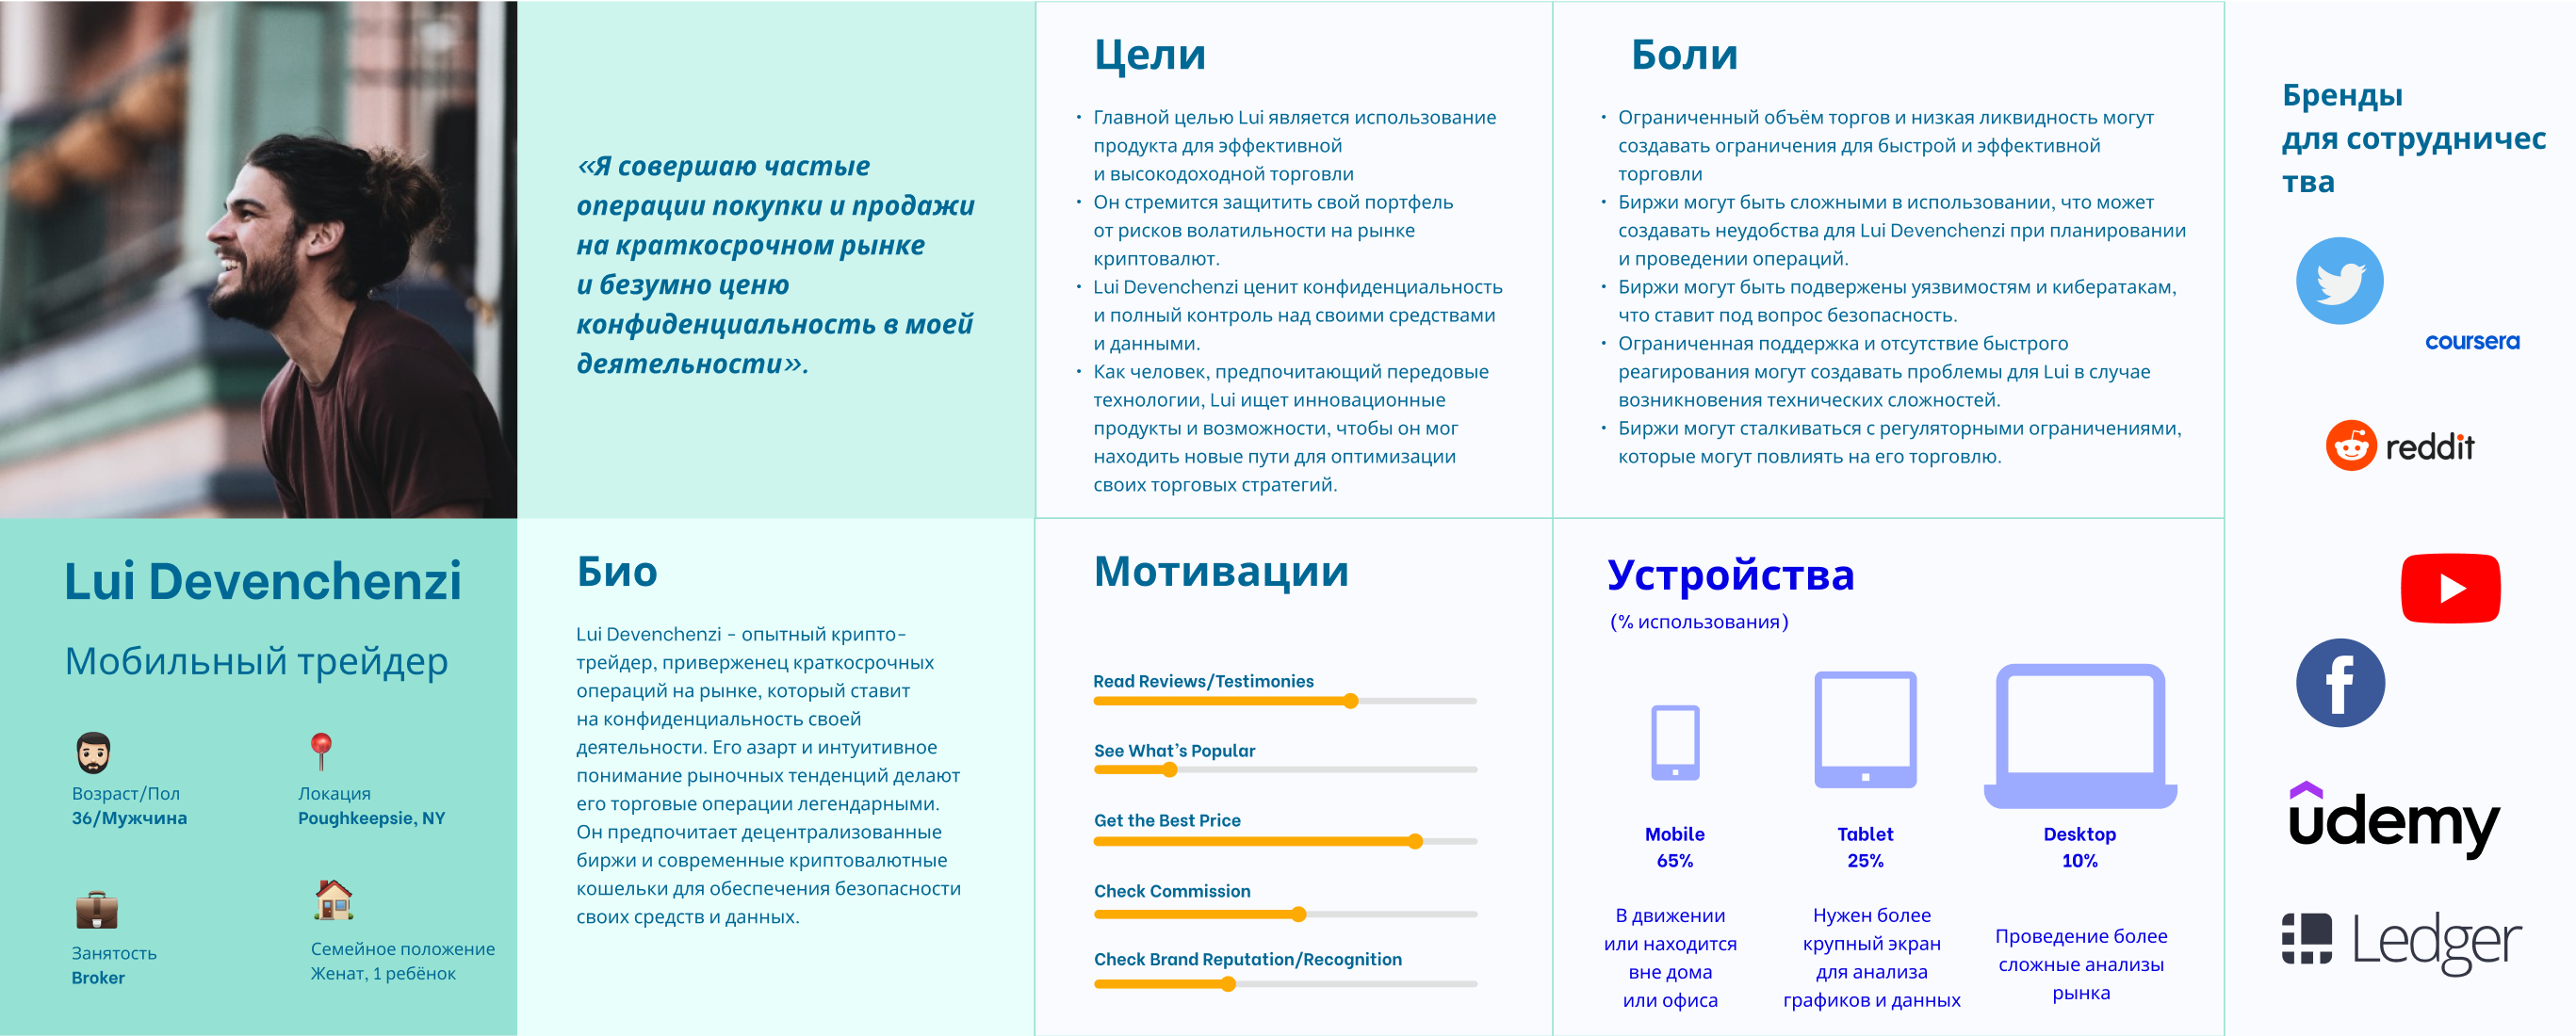 «Я совершаю частые
операции покупки и продажи
на краткосрочном рынке
и безумно ценю
конфиденциальность в моей
деятельности».
Цели
• Главной целью Lui является использование
продукта для эффективной
и высокодоходной торговли
• Он стремится защитить свой портфель
от рисков волатильности на рынке
криптовалют.
• Lui Devenchenzi ценит конфиденциальность
и полный контроль над своими средствами
и данными.
• Как человек, предпочитающий передовые
технологии, Lui ищет инновационные
продукты и возможности, чтобы он мог
находить новые пути для оптимизации
своих торговых стратегий.
Боли
• Ограниченный объём торгов и низкая ликвидность могут
создавать ограничения для быстрой и эффективной
торговли
• Биржи могут быть сложными в использовании, что может
создавать неудобства для Lui Devenchenzi при планировании
и проведении операций.
• Биржи могут быть подвержены уязвимостям и кибератакам,
что ставит под вопрос безопасность.
• Ограниченная поддержка и отсутствие быстрого
реагирования могут создавать проблемы для Lui в случае
возникновения технических сложностей.
• Биржи могут сталкиваться с регуляторными ограничениями,
которые могут повлиять на его торговлю.
Lui Devenchenzi
Мобильный трейдер
Возраст/Пол
36/Мужчина
Локация
Poughkeepsie, NY
Занятость
Broker
Семейное положение
Женат, 1 ребёнок
Био
Lui Devenchenzi - опытный крипто-
трейдер, приверженец краткосрочных
операций на рынке, который ставит
на конфиденциальность своей
деятельности. Его азарт и интуитивное
понимание рыночных тенденций делают
его торговые операции легендарными.
Он предпочитает децентрализованные
биржи и современные криптовалютные
кошельки для обеспечения безопасности
своих средств и данных.
Мотивации
Read Reviews/Testimonies
See What's Popular
Get the Best Price
Check Commission
Check Brand Reputation/Recognition
Устройства
(% использования)
Mobile
65%
В движении
или находится
вне дома
или офиса
Tablet
25%
Нужен более
крупный экран
для анализа
графиков и данных
Desktop
10%
Проведение более
сложные анализы
рынка
Бренды
для сотрудничес
тва
coursera
reddit
f
udemy
Ledger